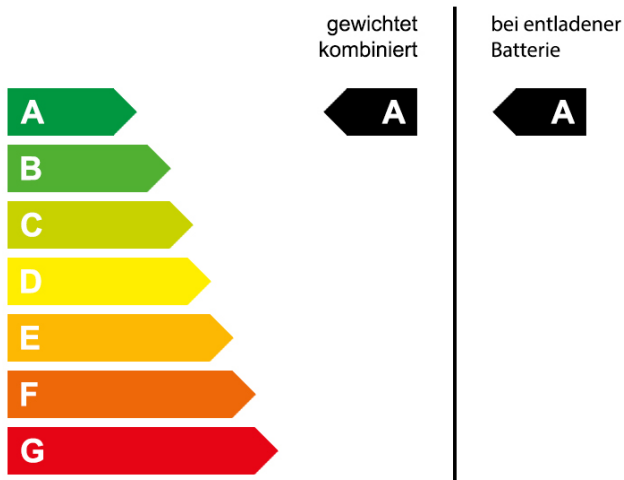 gewichtet
kombiniert
bei entladener
Batterie
A
A
A
B
C
D
E
F
G